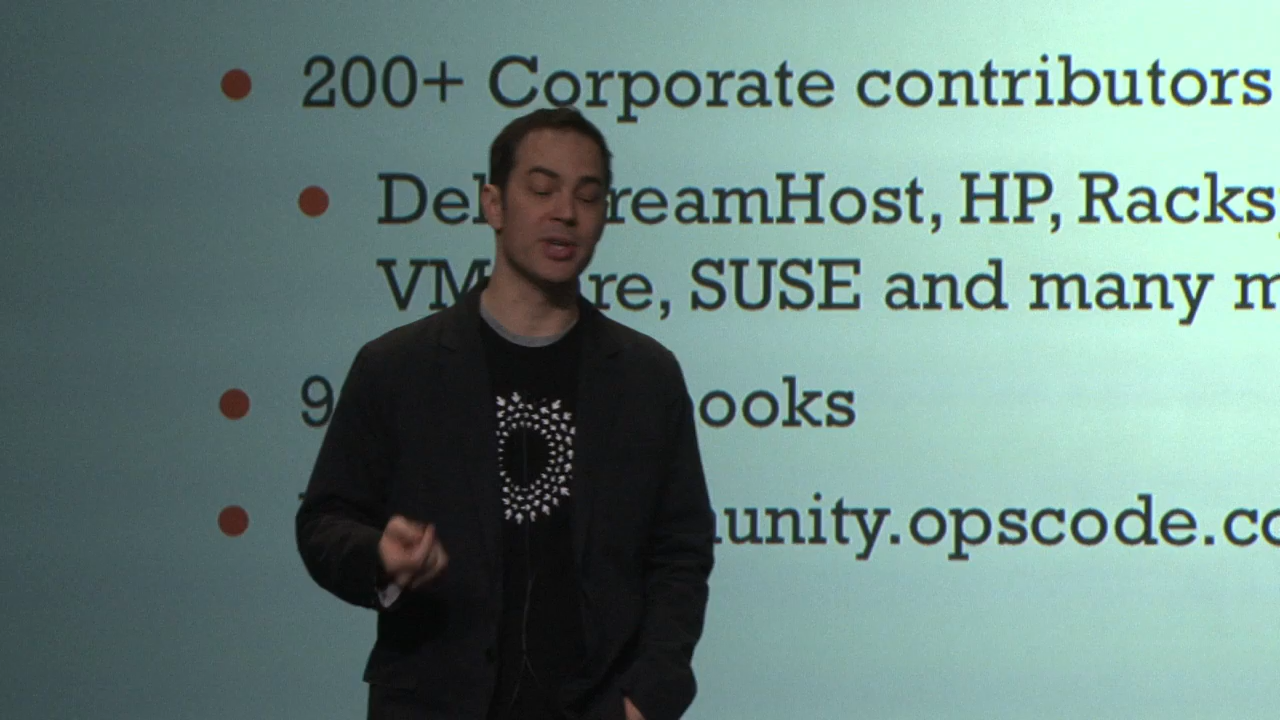 200+ Corporate contributors
Del reamHost, HP, Racks
VM re, SUSE and many m
9 ooks
unity.opscode.co